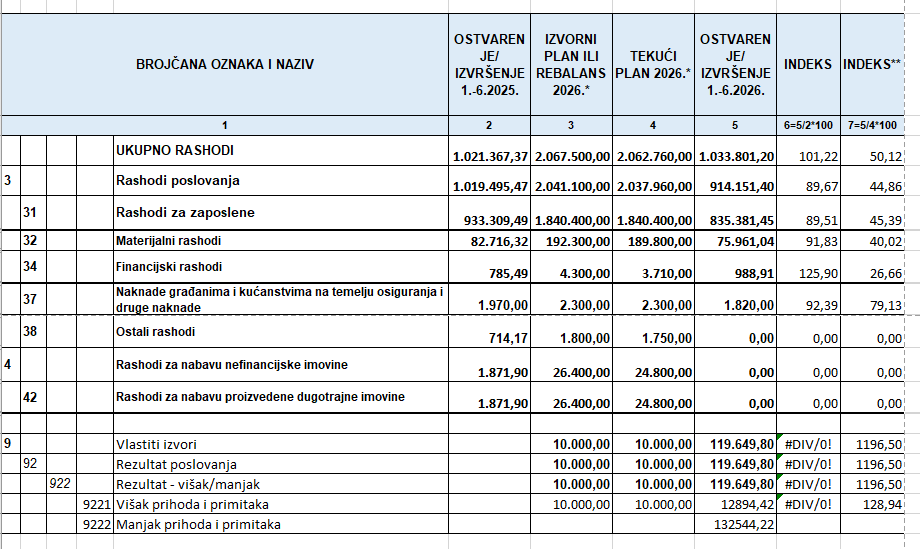 BROJČANA OZNAKA I NAZIV | OSTVARENJE/ IZVRŠENJE 1.-6.2025. | IZVORNI PLAN ILI REBALANS 2026.* | TEKUĆI PLAN 2026.* | OSTVARENJE/ IZVRŠENJE 1.-6.2026. | INDEKS | INDEKS**
1 | 2 | 3 | 4 | 5 | 6=5/2*100 | 7=5/4*100
UKUPNO RASHODI | 1.021.367,37 | 2.067.500,00 | 2.062.760,00 | 1.033.801,20 | 101,22 | 50,12
3 | Rashodi poslovanja | 1.019.495,47 | 2.041.100,00 | 2.037.960,00 | 914.151,40 | 89,67 | 44,86
31 | Rashodi za zaposlene | 933.309,49 | 1.840.400,00 | 1.840.400,00 | 835.381,45 | 89,51 | 45,39
32 | Materijalni rashodi | 82.716,32 | 192.300,00 | 189.800,00 | 75.961,04 | 91,83 | 40,02
34 | Financijski rashodi | 785,49 | 4.300,00 | 3.710,00 | 988,91 | 125,90 | 26,66
37 | Naknade građanima i kućanstvima na temelju osiguranja i druge naknade | 1.970,00 | 2.300,00 | 2.300,00 | 1.820,00 | 92,39 | 79,13
38 | Ostali rashodi | 714,17 | 1.800,00 | 1.750,00 | 0,00 | 0,00 | 0,00
4 | Rashodi za nabavu nefinancijske imovine | 1.871,90 | 26.400,00 | 24.800,00 | 0,00 | 0,00 | 0,00
42 | Rashodi za nabavu proizvedene dugotrajne imovine | 1.871,90 | 26.400,00 | 24.800,00 | 0,00 | 0,00 | 0,00
9 | Vlastiti izvori | 10.000,00 | 10.000,00 | 119.649,80 | #DIV/0! | 1196,50
92 | Rezultat poslovanja | 10.000,00 | 10.000,00 | 119.649,80 | #DIV/0! | 1196,50
922 | Rezultat - višak/manjak | 10.000,00 | 10.000,00 | 119.649,80 | #DIV/0! | 1196,50
9221 | Višak prihoda i primitaka | 10.000,00 | 10.000,00 | 12894,42 | #DIV/0! | 128,94
9222 | Manjak prihoda i primitaka | 132544,22